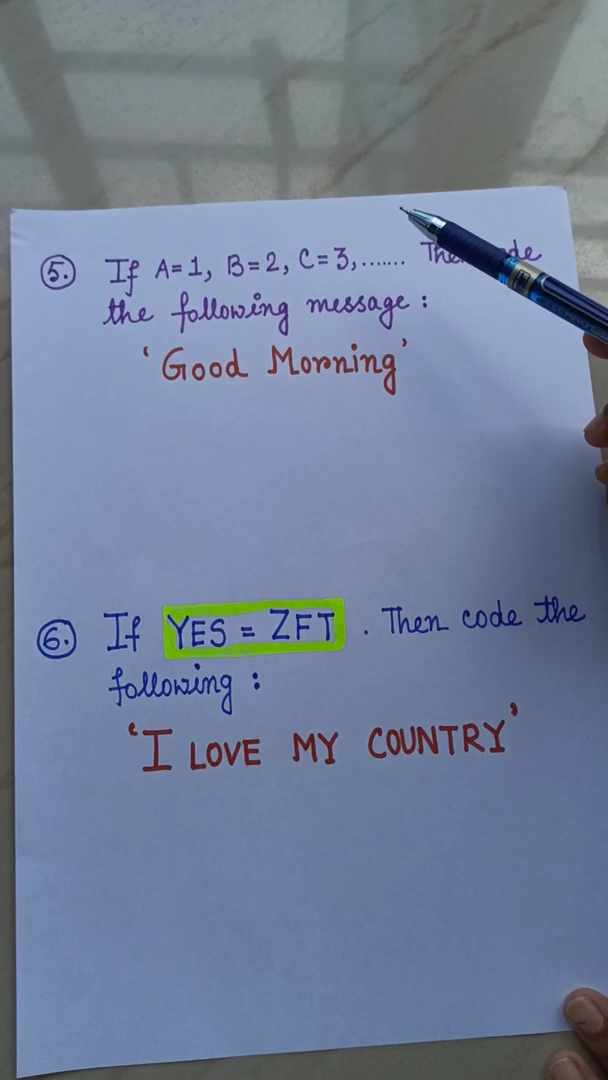 5. If A=1, B=2, C=3,....... Then
the following message :
'Good Morning'
6. If YES = ZFT . Then code the
following :
'I LOVE MY COUNTRY'